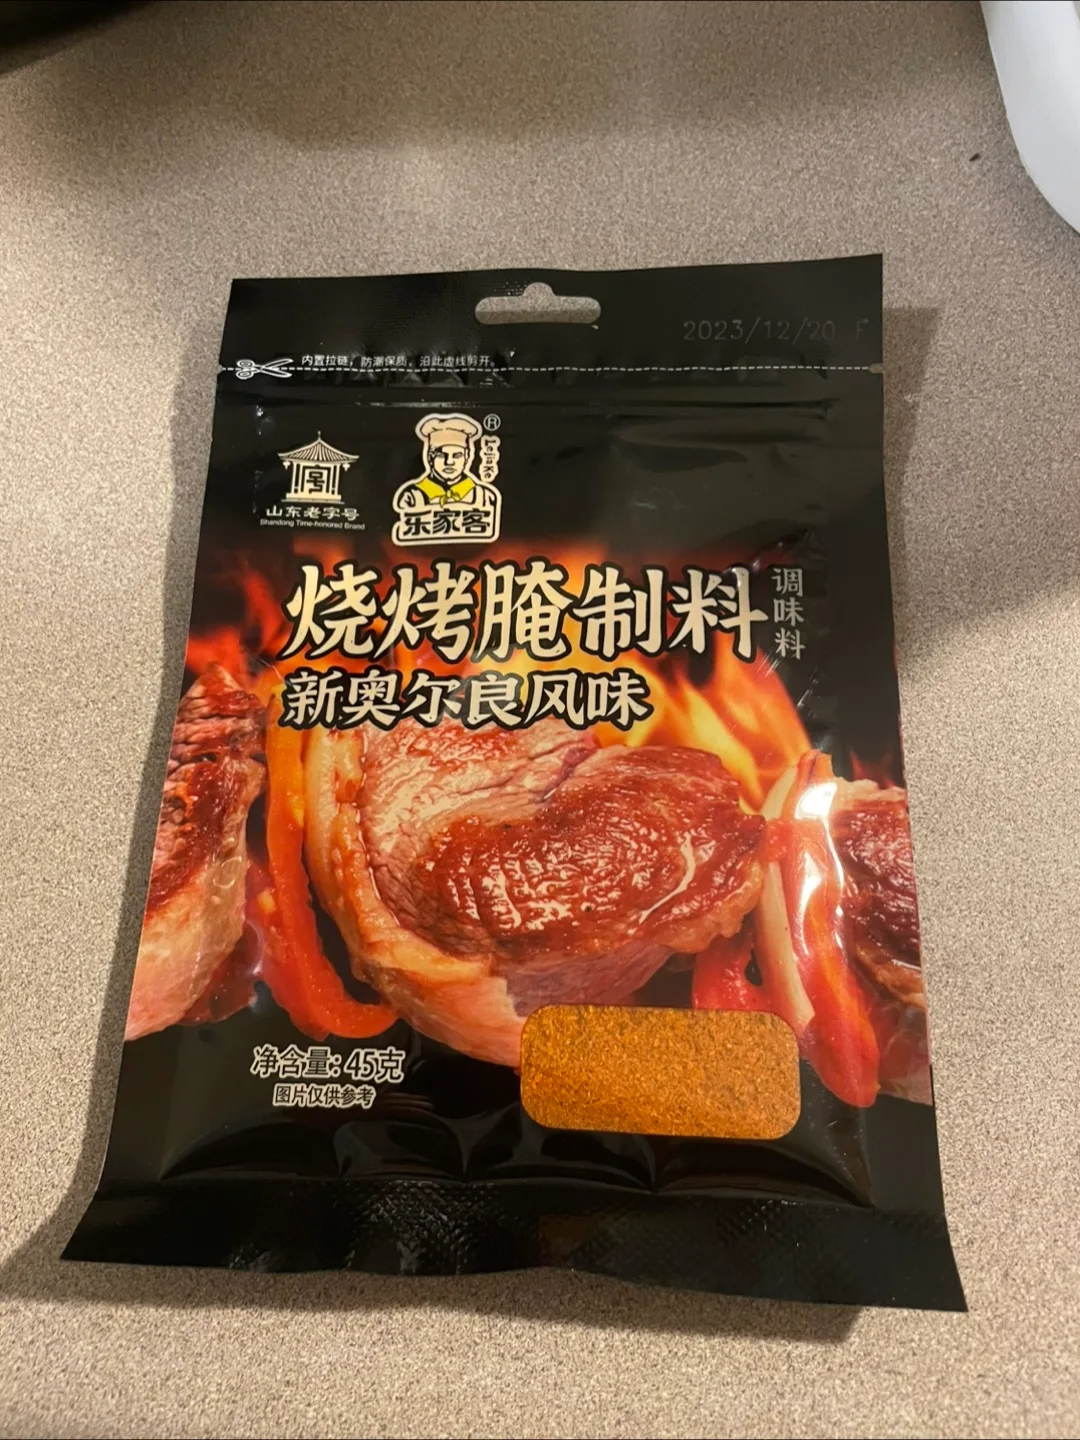 2023/12/20 F
内置拉链，防潮保质，沿此虚线剪开。
山东老字号
Shandong Time-honored Brand
®
Lejiake
乐家客
烧烤腌制料
调味料
新奥尔良风味
净含量：45克
图片仅供参考